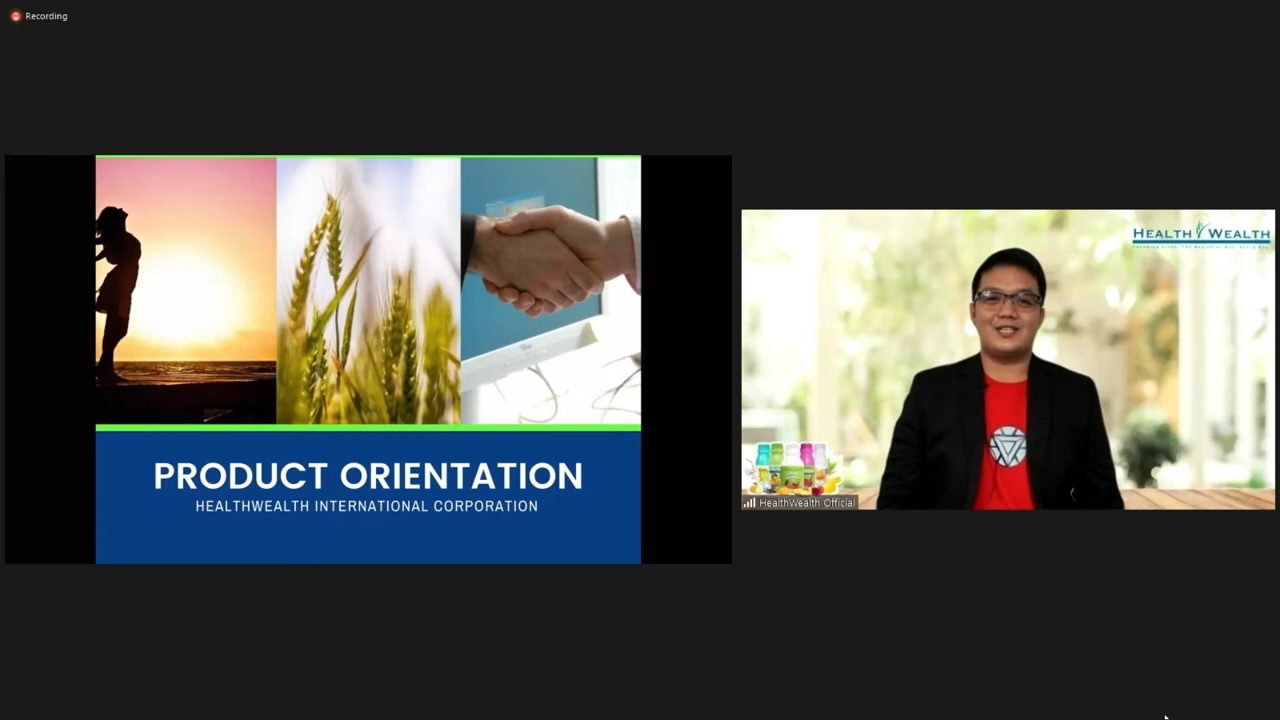 Recording
PRODUCT ORIENTATION
HEALTHWEALTH INTERNATIONAL CORPORATION
HEALTH WEALTH
HealthWealth Official